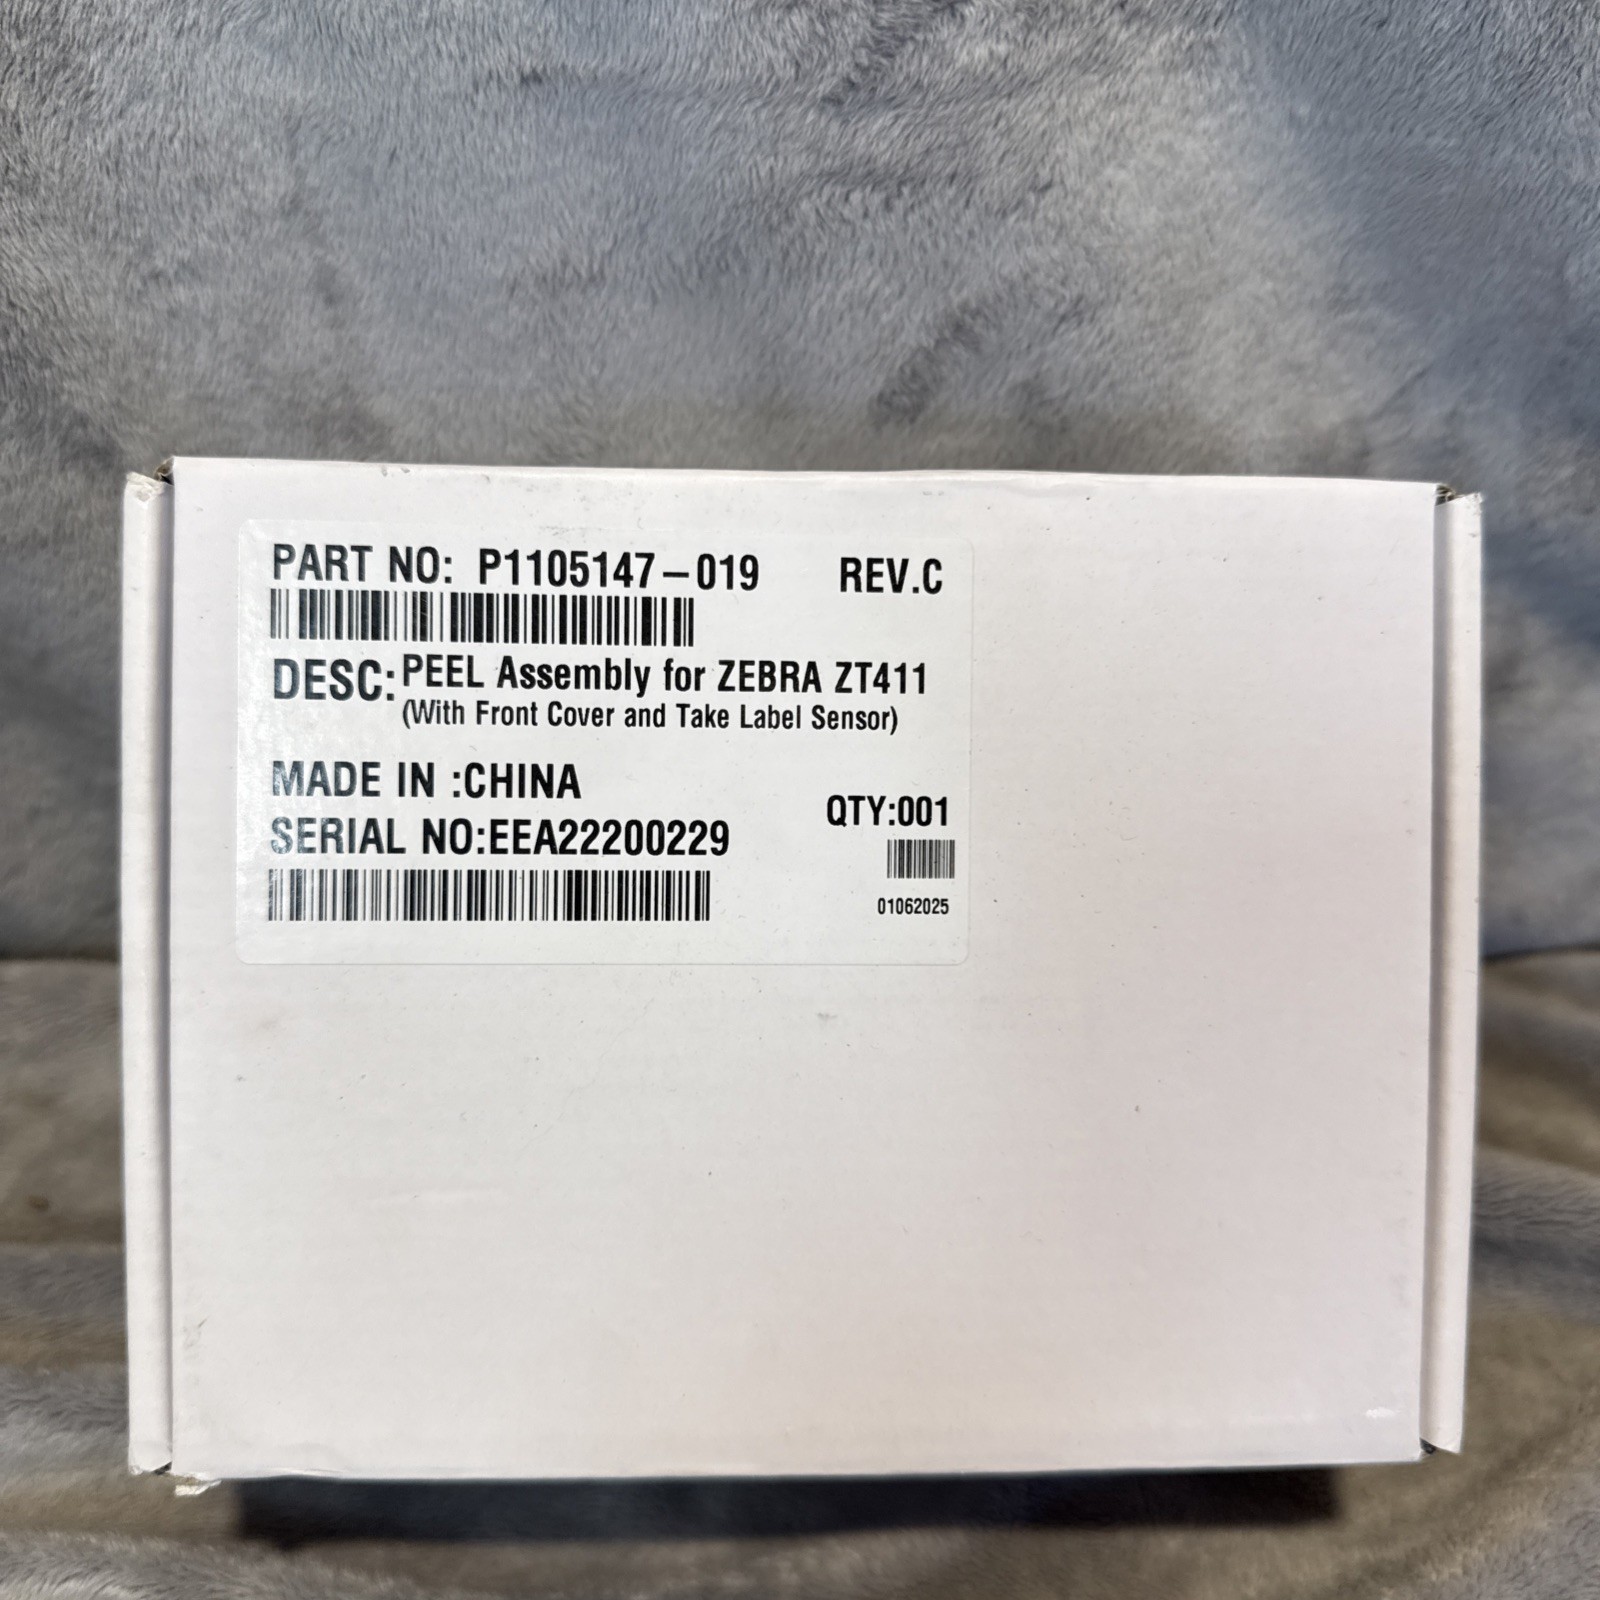 PART NO: P1105147-019 REV.C
DESC: PEEL Assembly for ZEBRA ZT411
(With Front Cover and Take Label Sensor)
MADE IN :CHINA
QTY:001
SERIAL NO:EEA22200229
01062025